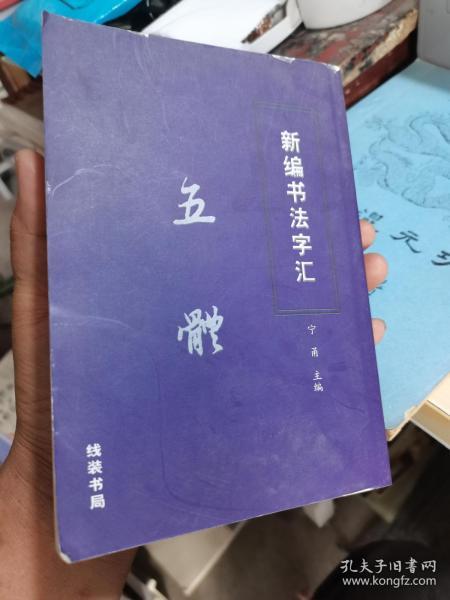 新编书法字汇
宁甬 主编
五體
线装书局
元
孔夫子旧书网
www.kongfz.com